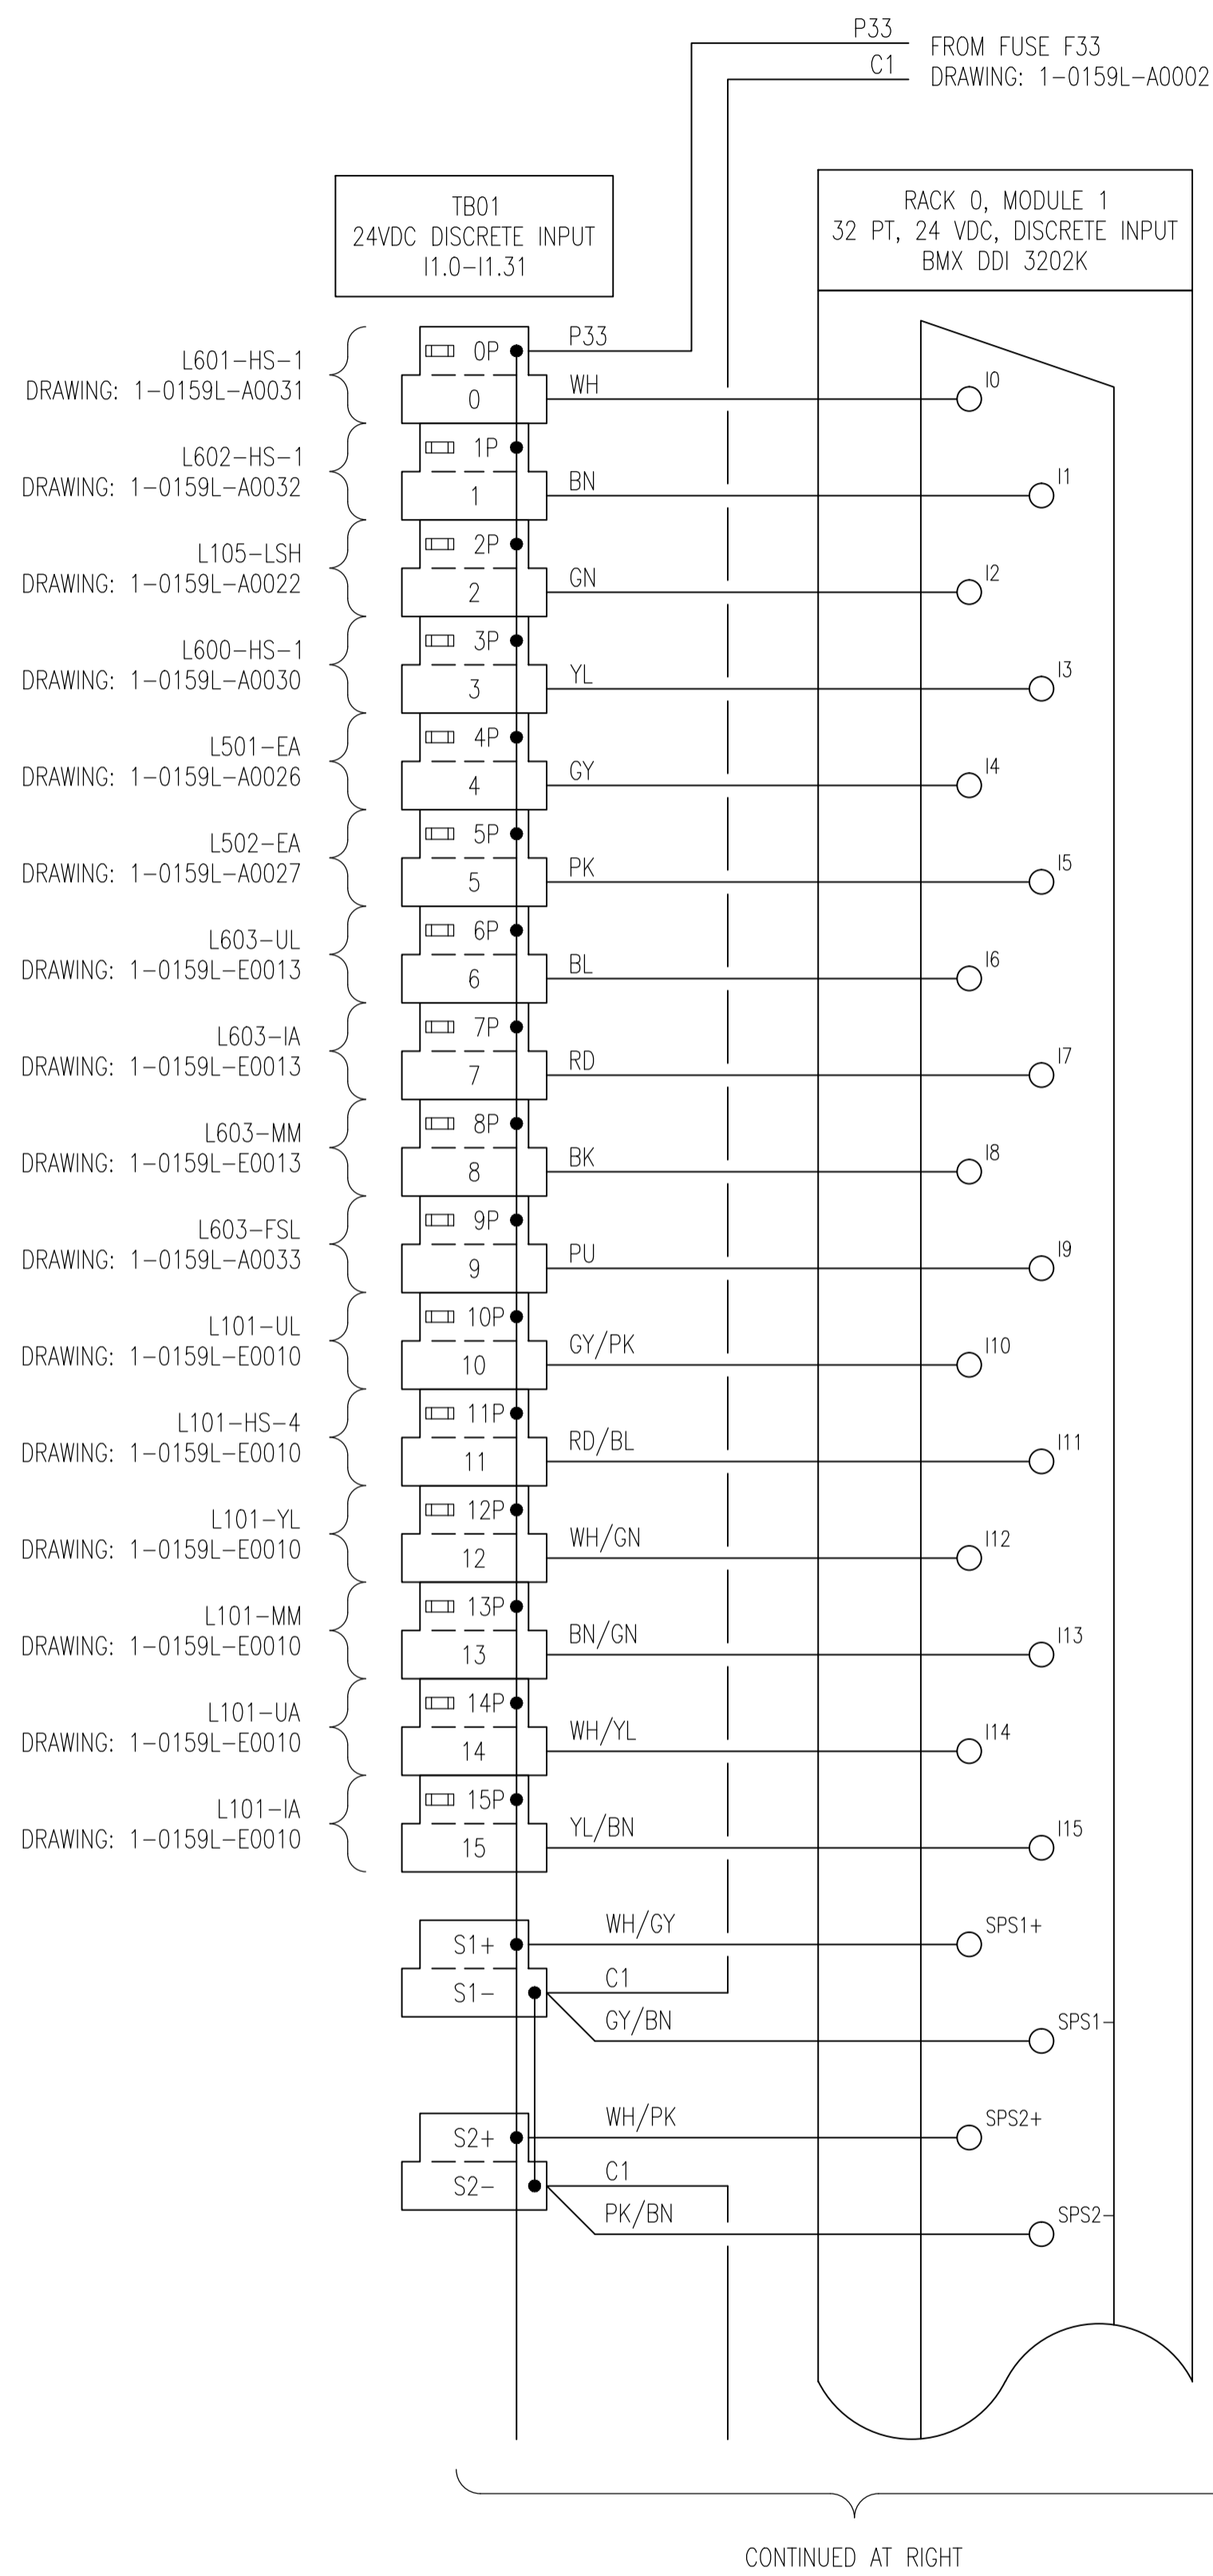 P33
C1
FROM FUSE F33
DRAWING: 1-0159L-A0002
TB01
24VDC DISCRETE INPUT
I1.0-I1.31
RACK 0, MODULE 1
32 PT, 24 VDC, DISCRETE INPUT
BMX DDI 3202K
L601-HS-1
DRAWING: 1-0159L-A0031
0P
P33
0
WH
I0
L602-HS-1
DRAWING: 1-0159L-A0032
1P
1
BN
I1
L105-LSH
DRAWING: 1-0159L-A0022
2P
2
GN
I2
L600-HS-1
DRAWING: 1-0159L-A0030
3P
3
YL
I3
L501-EA
DRAWING: 1-0159L-A0026
4P
4
GY
I4
L502-EA
DRAWING: 1-0159L-A0027
5P
5
PK
I5
L603-UL
DRAWING: 1-0159L-E0013
6P
6
BL
I6
L603-IA
DRAWING: 1-0159L-E0013
7P
7
RD
I7
L603-MM
DRAWING: 1-0159L-E0013
8P
8
BK
I8
L603-FSL
DRAWING: 1-0159L-A0033
9P
9
PU
I9
L101-UL
DRAWING: 1-0159L-E0010
10P
10
GY/PK
I10
L101-HS-4
DRAWING: 1-0159L-E0010
11P
11
RD/BL
I11
L101-YL
DRAWING: 1-0159L-E0010
12P
12
WH/GN
I12
L101-MM
DRAWING: 1-0159L-E0010
13P
13
BN/GN
I13
L101-UA
DRAWING: 1-0159L-E0010
14P
14
WH/YL
I14
L101-IA
DRAWING: 1-0159L-E0010
15P
15
YL/BN
I15
S1+
WH/GY
SPS1+
S1-
C1
GY/BN
SPS1-
S2+
WH/PK
SPS2+
S2-
C1
PK/BN
SPS2-
CONTINUED AT RIGHT